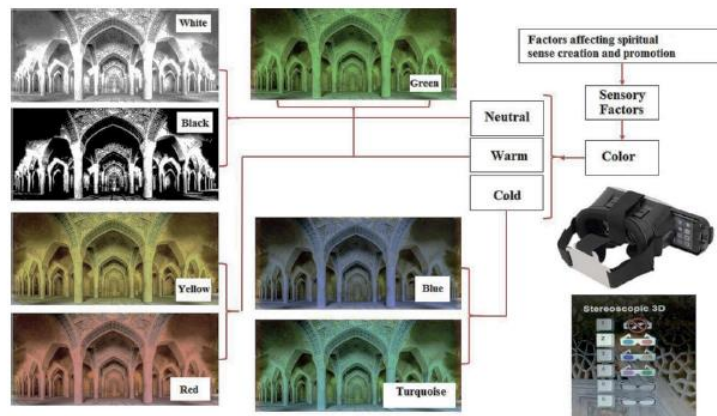 White
Green
Factors affecting spiritual
sense creation and promotion
Sensory
Factors
Black
Neutral
Warm
Color
Cold
Yellow
Blue
Stereoscopic 3D
Red
Turquoise